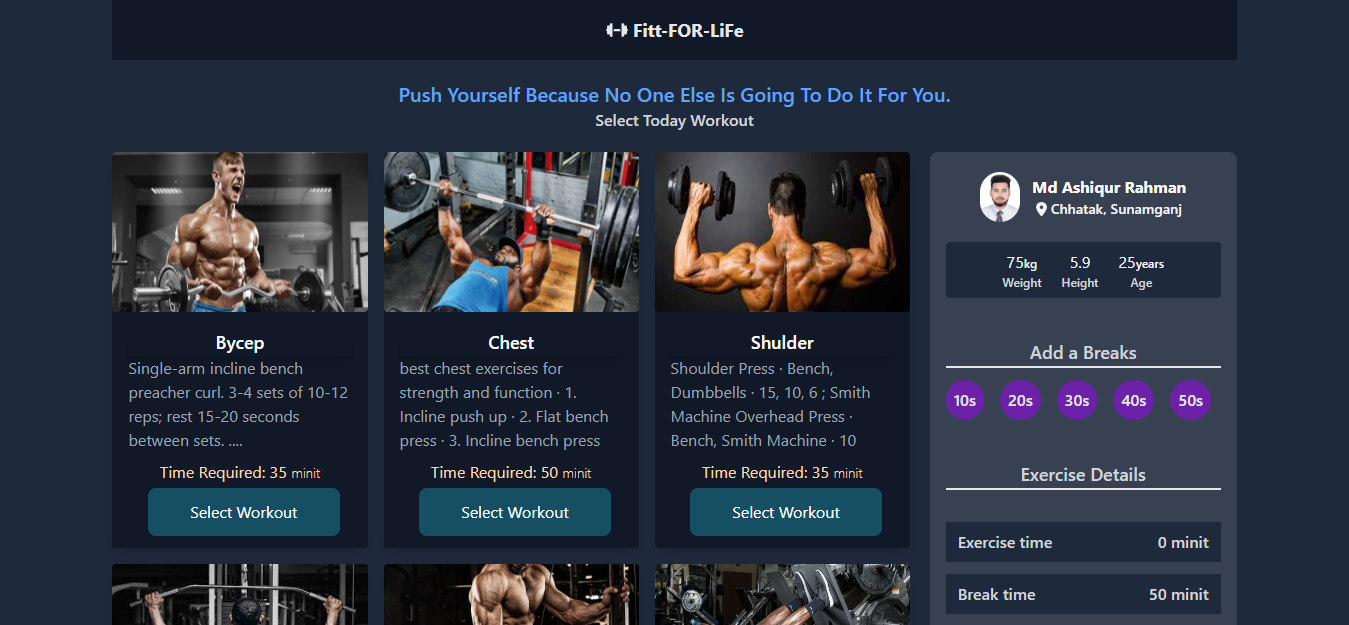 Fitt-FOR-LiFe
Push Yourself Because No One Else Is Going To Do It For You.
Select Today Workout
Bycep
Single-arm incline bench
preacher curl. 3-4 sets of 10-12
reps; rest 15-20 seconds
between sets. ....
Time Required: 35 minit
Select Workout
Chest
best chest exercises for
strength and function · 1.
Incline push up · 2. Flat bench
press · 3. Incline bench press
Time Required: 50 minit
Select Workout
Shulder
Shoulder Press · Bench,
Dumbbells · 15, 10, 6 ; Smith
Machine Overhead Press ·
Bench, Smith Machine · 10
Time Required: 35 minit
Select Workout
Md Ashiqur Rahman
Chhatak, Sunamganj
75kg 5.9 25years
Weight Height Age
Add a Breaks
10s 20s 30s 40s 50s
Exercise Details
Exercise time 0 minit
Break time 50 minit